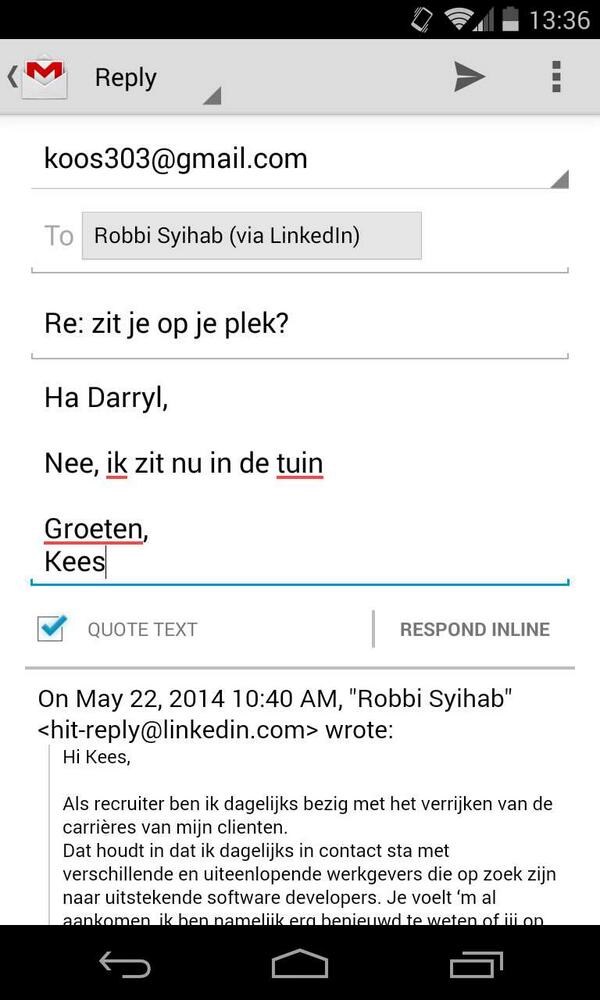 13:36
Reply
koos303@gmail.com
To Robbi Syihab (via LinkedIn)
Re: zit je op je plek?
Ha Darryl,
Nee, ik zit nu in de tuin
Groeten,
Kees
QUOTE TEXT
RESPOND INLINE
On May 22, 2014 10:40 AM, "Robbi Syihab"
<hit-reply@linkedin.com> wrote:
Hi Kees,
Als recruiter ben ik dagelijks bezig met het verrijken van de
carrières van mijn clienten.
Dat houdt in dat ik dagelijks in contact sta met
verschillende en uiteenlopende werkgevers die op zoek zijn
naar uitstekende software developers. Je voelt ‘m al
aankomen, ik ben namelijk erg benieuwd te weten of jij op